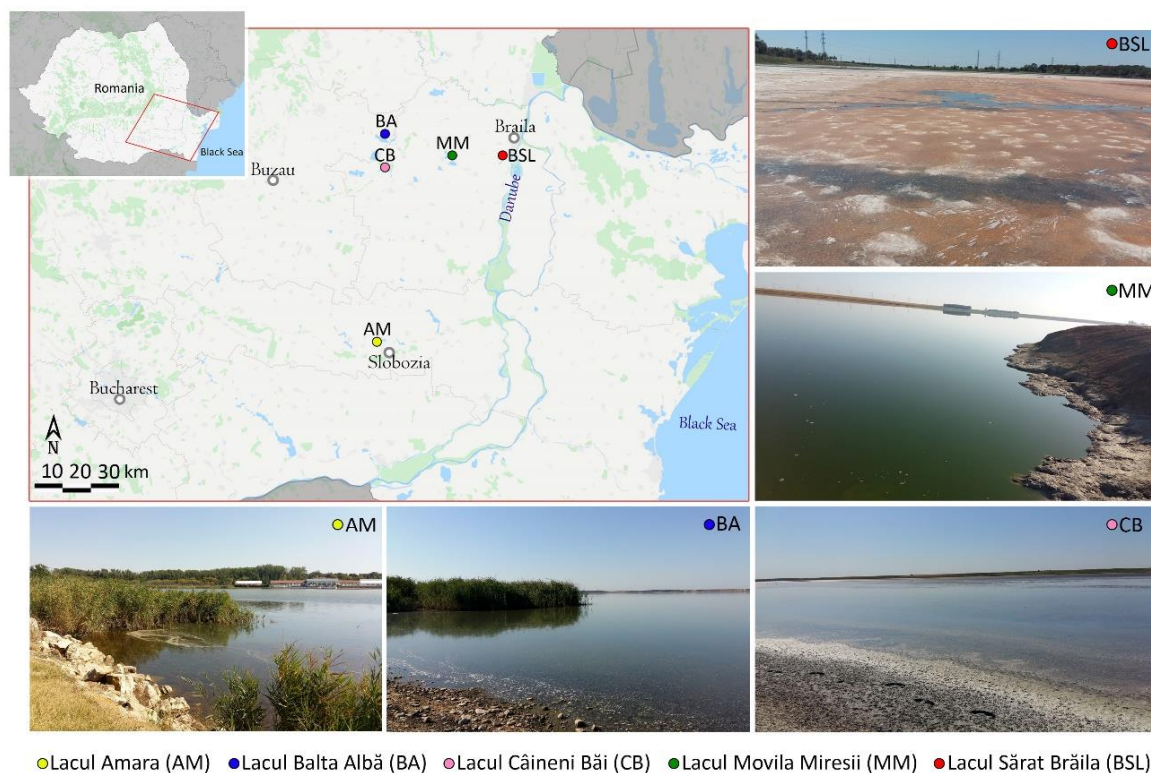 Romania
Black Sea
BA
CB
MM
Braila
BSL
Buzau
Danube
AM
Slobozia
Bucharest
Black Sea
N
10 20 30 km
BSL
MM
AM
BA
CB
Lacul Amara (AM) Lacul Balta Albă (BA) Lacul Câineni Băi (CB) Lacul Movila Miresii (MM) Lacul Sărat Brăila (BSL)